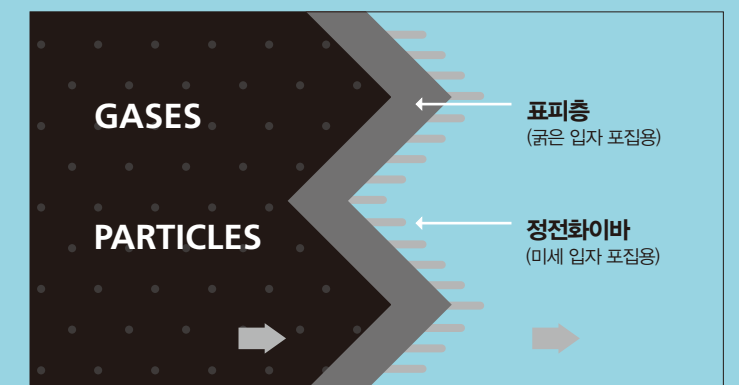 GASES
표피층
(굵은 입자 포집용)
PARTICLES
정전화이바
(미세 입자 포집용)